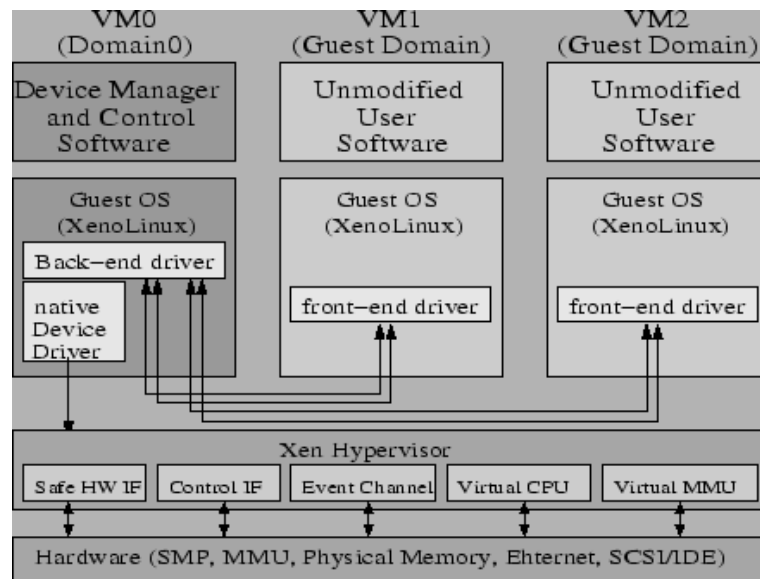 VM0
(Domain0)
VM1
(Guest Domain)
VM2
(Guest Domain)
Device Manager
and Control
Software
Unmodified
User
Software
Unmodified
User
Software
Guest OS
(XenoLinux)
Back-end driver
native
Device
Driver
Guest OS
(XenoLinux)
front-end driver
Guest OS
(XenoLinux)
front-end driver
Xen Hypervisor
Safe HW IF
Control IF
Event Channel
Virtual CPU
Virtual MMU
Hardware (SMP, MMU, Physical Memory, Ehternet, SCSI/IDE)